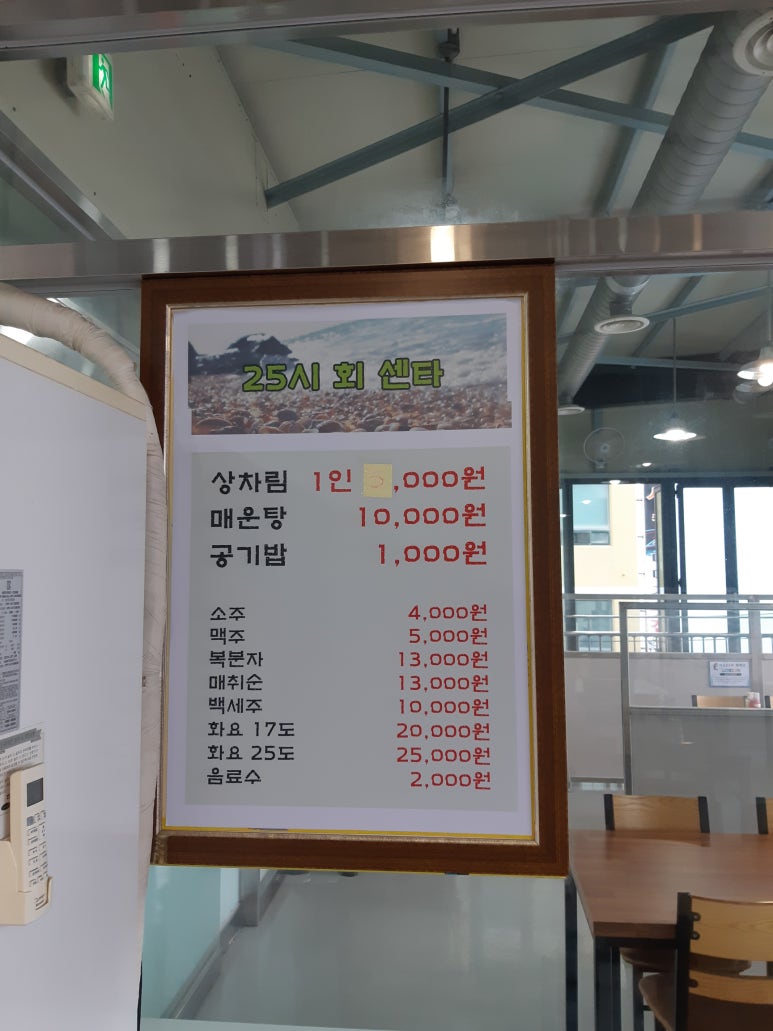 25시 회 센타
상차림 1인 ,000원
매운탕 10,000원
공기밥 1,000원
소주 4,000원
맥주 5,000원
복분자 13,000원
매취순 13,000원
백세주 10,000원
화요 17도 20,000원
화요 25도 25,000원
음료수 2,000원